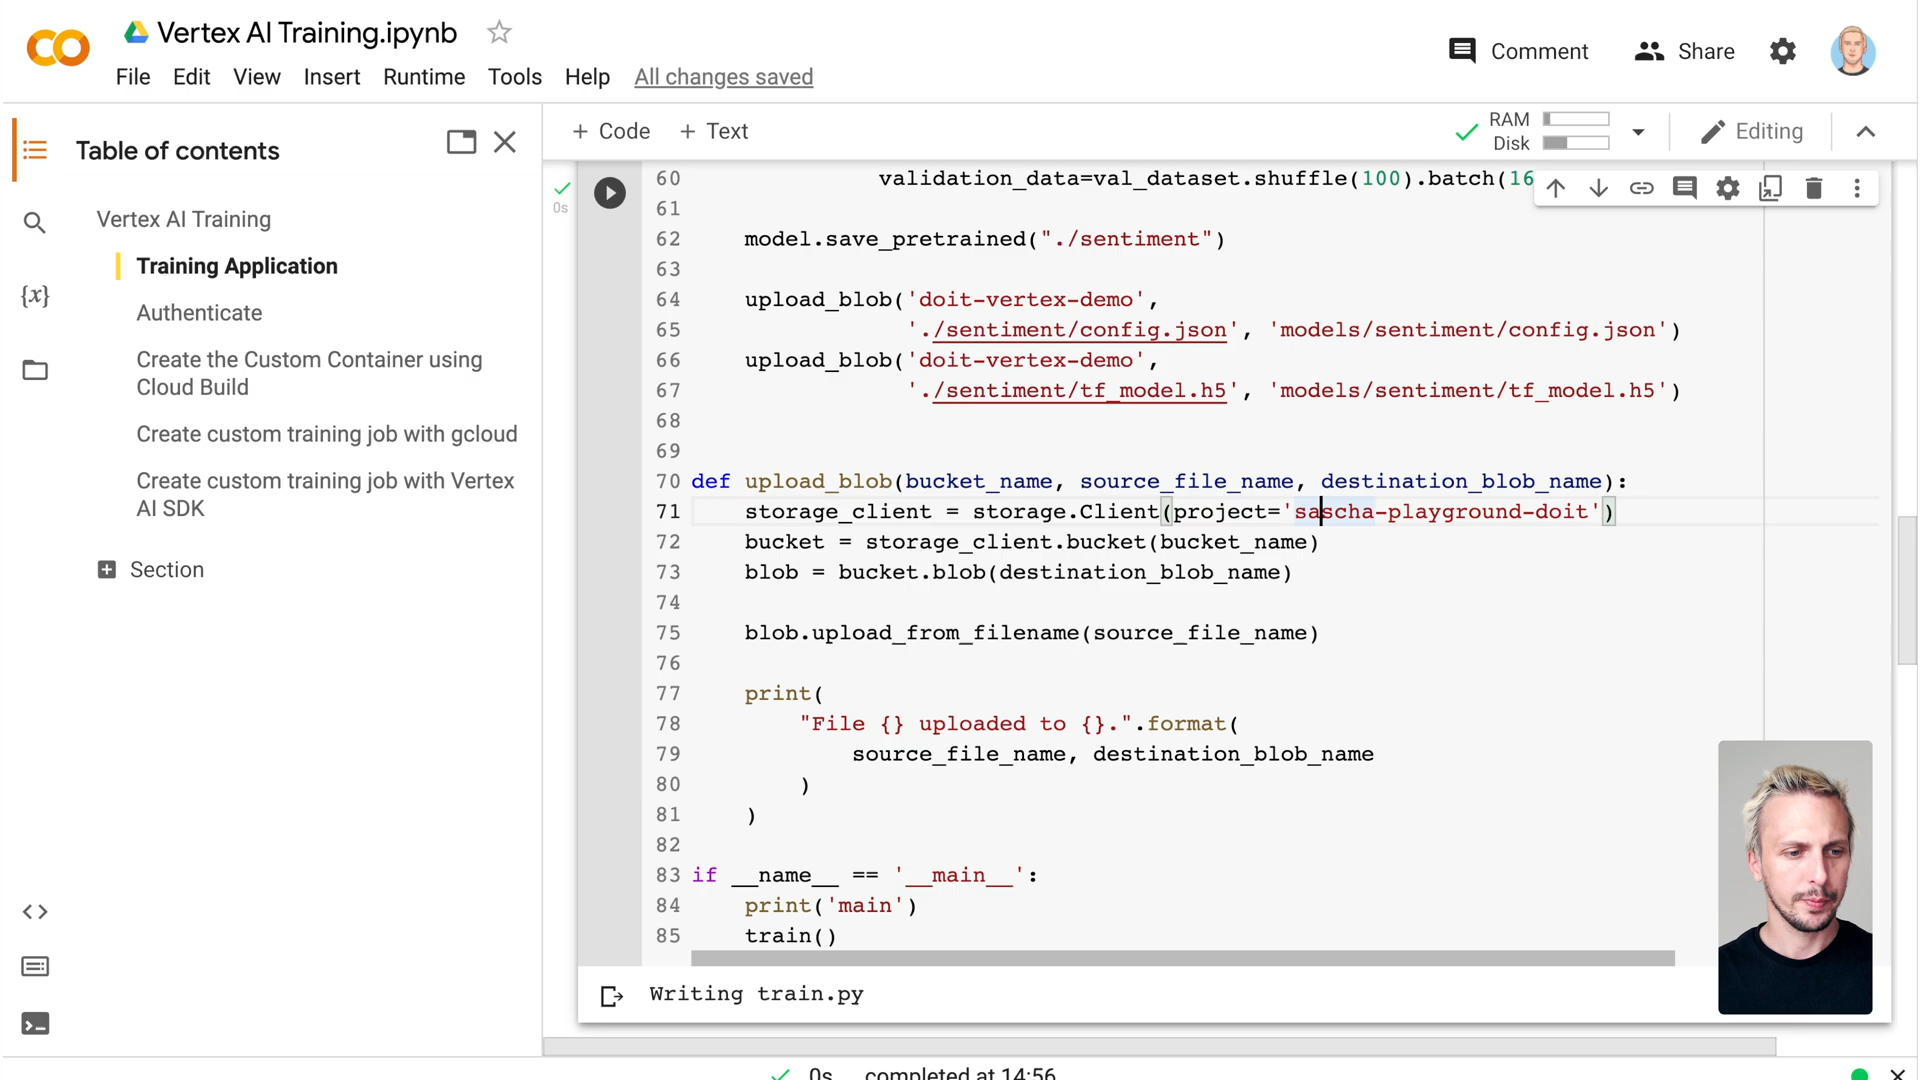 Vertex AI Training.ipynb
File Edit View Insert Runtime Tools Help All changes saved
Comment Share
Table of contents
+ Code + Text
RAM
Disk
Editing
Vertex AI Training
Training Application
Authenticate
Create the Custom Container using
Cloud Build
Create custom training job with gcloud
Create custom training job with Vertex
AI SDK
Section
{x}
0s
60 validation_data=val_dataset.shuffle(100).batch(16
61
62 model.save_pretrained("./sentiment")
63
64 upload_blob('doit-vertex-demo',
65 './sentiment/config.json', 'models/sentiment/config.json')
66 upload_blob('doit-vertex-demo',
67 './sentiment/tf_model.h5', 'models/sentiment/tf_model.h5')
68
69
70 def upload_blob(bucket_name, source_file_name, destination_blob_name):
71 storage_client = storage.Client(project='sascha-playground-doit')
72 bucket = storage_client.bucket(bucket_name)
73 blob = bucket.blob(destination_blob_name)
74
75 blob.upload_from_filename(source_file_name)
76
77 print(
78 "File {} uploaded to {}.".format(
79 source_file_name, destination_blob_name
80 )
81 )
82
83 if __name__ == '__main__':
84 print('main')
85 train()
Writing train.py
0s completed at 14:56